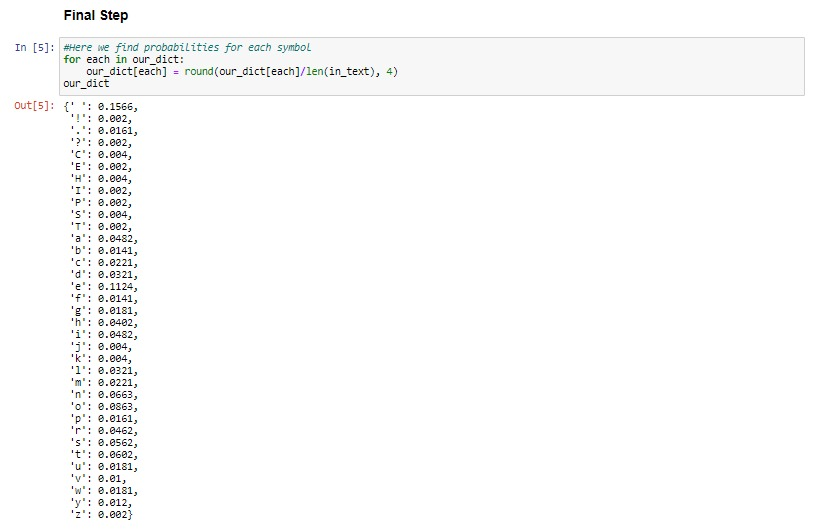 Final Step
In [5]: #Here we find probabilities for each symbol
for each in our_dict:
    our_dict[each] = round(our_dict[each]/len(in_text), 4)
our_dict
Out[5]: {' ': 0.1566,
'!': 0.002,
'.': 0.0161,
'?': 0.002,
'C': 0.004,
'E': 0.002,
'H': 0.004,
'I': 0.002,
'P': 0.002,
'S': 0.004,
'T': 0.002,
'a': 0.0482,
'b': 0.0141,
'c': 0.0221,
'd': 0.0321,
'e': 0.1124,
'f': 0.0141,
'g': 0.0181,
'h': 0.0402,
'i': 0.0482,
'j': 0.004,
'k': 0.004,
'l': 0.0321,
'm': 0.0221,
'n': 0.0663,
'o': 0.0863,
'p': 0.0161,
'r': 0.0462,
's': 0.0562,
't': 0.0602,
'u': 0.0181,
'v': 0.01,
'w': 0.0181,
'y': 0.012,
'z': 0.002}